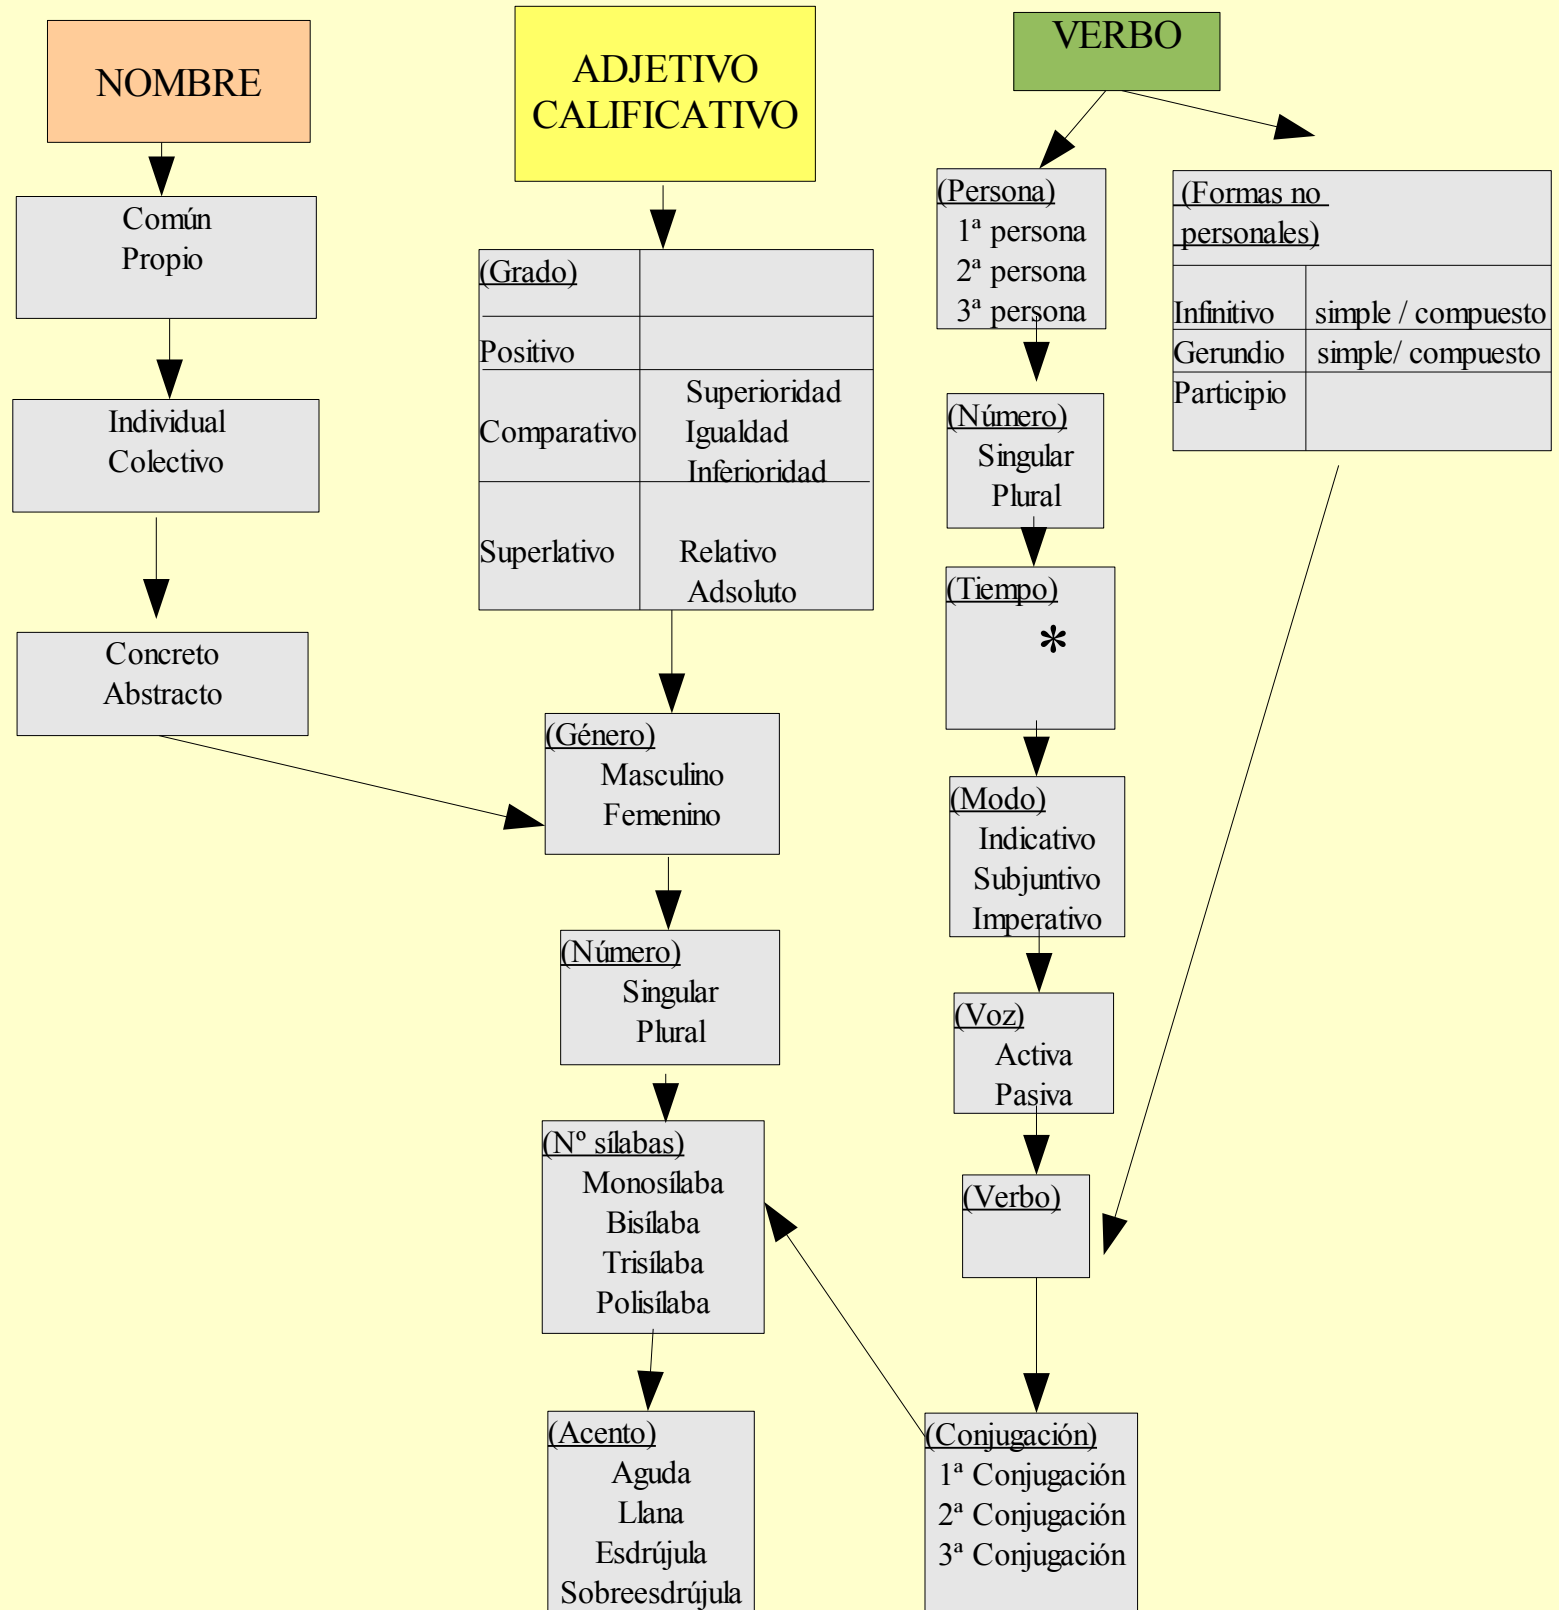 NOMBRE
Común
Propio
Individual
Colectivo
Concreto
Abstracto
ADJETIVO
CALIFICATIVO
(Grado)
Positivo
Comparativo
Superioridad
Igualdad
Inferioridad
Superlativo
Relativo
Adsoluto
(Género)
Masculino
Femenino
(Número)
Singular
Plural
(Nº sílabas)
Monosílaba
Bisílaba
Trisílaba
Polisílaba
(Acento)
Aguda
Llana
Esdrújula
Sobreesdrújula
VERBO
(Persona)
1ª persona
2ª persona
3ª persona
(Número)
Singular
Plural
(Tiempo)
*
(Modo)
Indicativo
Subjuntivo
Imperativo
(Voz)
Activa
Pasiva
(Verbo)
(Conjugación)
1ª Conjugación
2ª Conjugación
3ª Conjugación
(Formas no
personales)
Infinitivo simple / compuesto
Gerundio simple/ compuesto
Participio